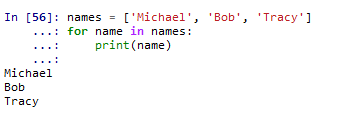 In [56]: names = ['Michael', 'Bob', 'Tracy']
    ...: for name in names:
    ...:     print(name)
    ...:
Michael
Bob
Tracy